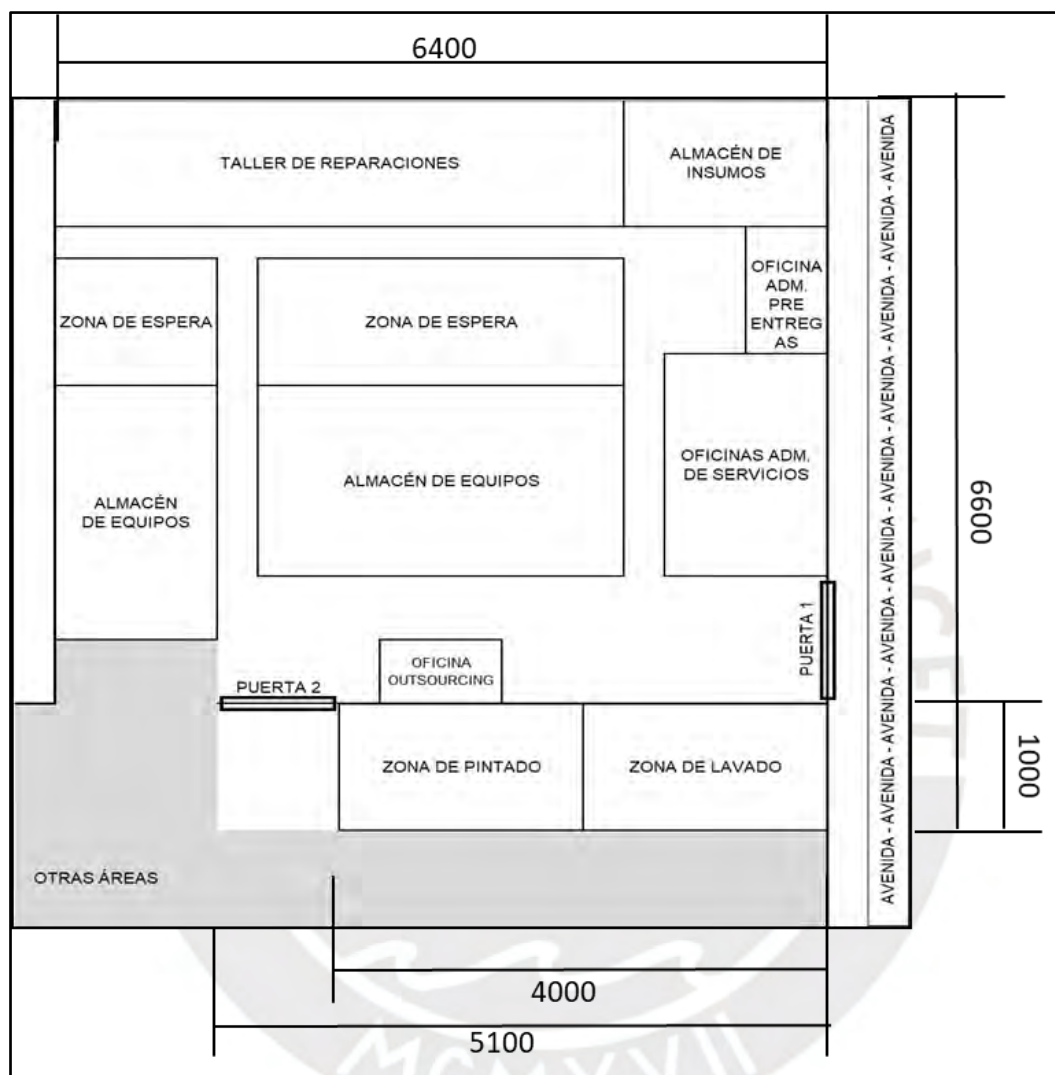 6400
TALLER DE REPARACIONES
ALMACÉN DE
INSUMOS
OFICINA
ADM.
PRE
ENTREG
AS
ZONA DE ESPERA
ZONA DE ESPERA
ALMACÉN
DE EQUIPOS
ALMACÉN DE EQUIPOS
OFICINAS ADM.
DE SERVICIOS
AVENIDA - AVENIDA - AVENIDA - AVENIDA - AVENIDA - AVENIDA - AVENIDA - AVENIDA - AVENIDA - AVENIDA
6600
PUERTA 1
OFICINA
OUTSOURCING
PUERTA 2
ZONA DE PINTADO
ZONA DE LAVADO
1000
OTRAS ÁREAS
4000
5100
MCMXVII